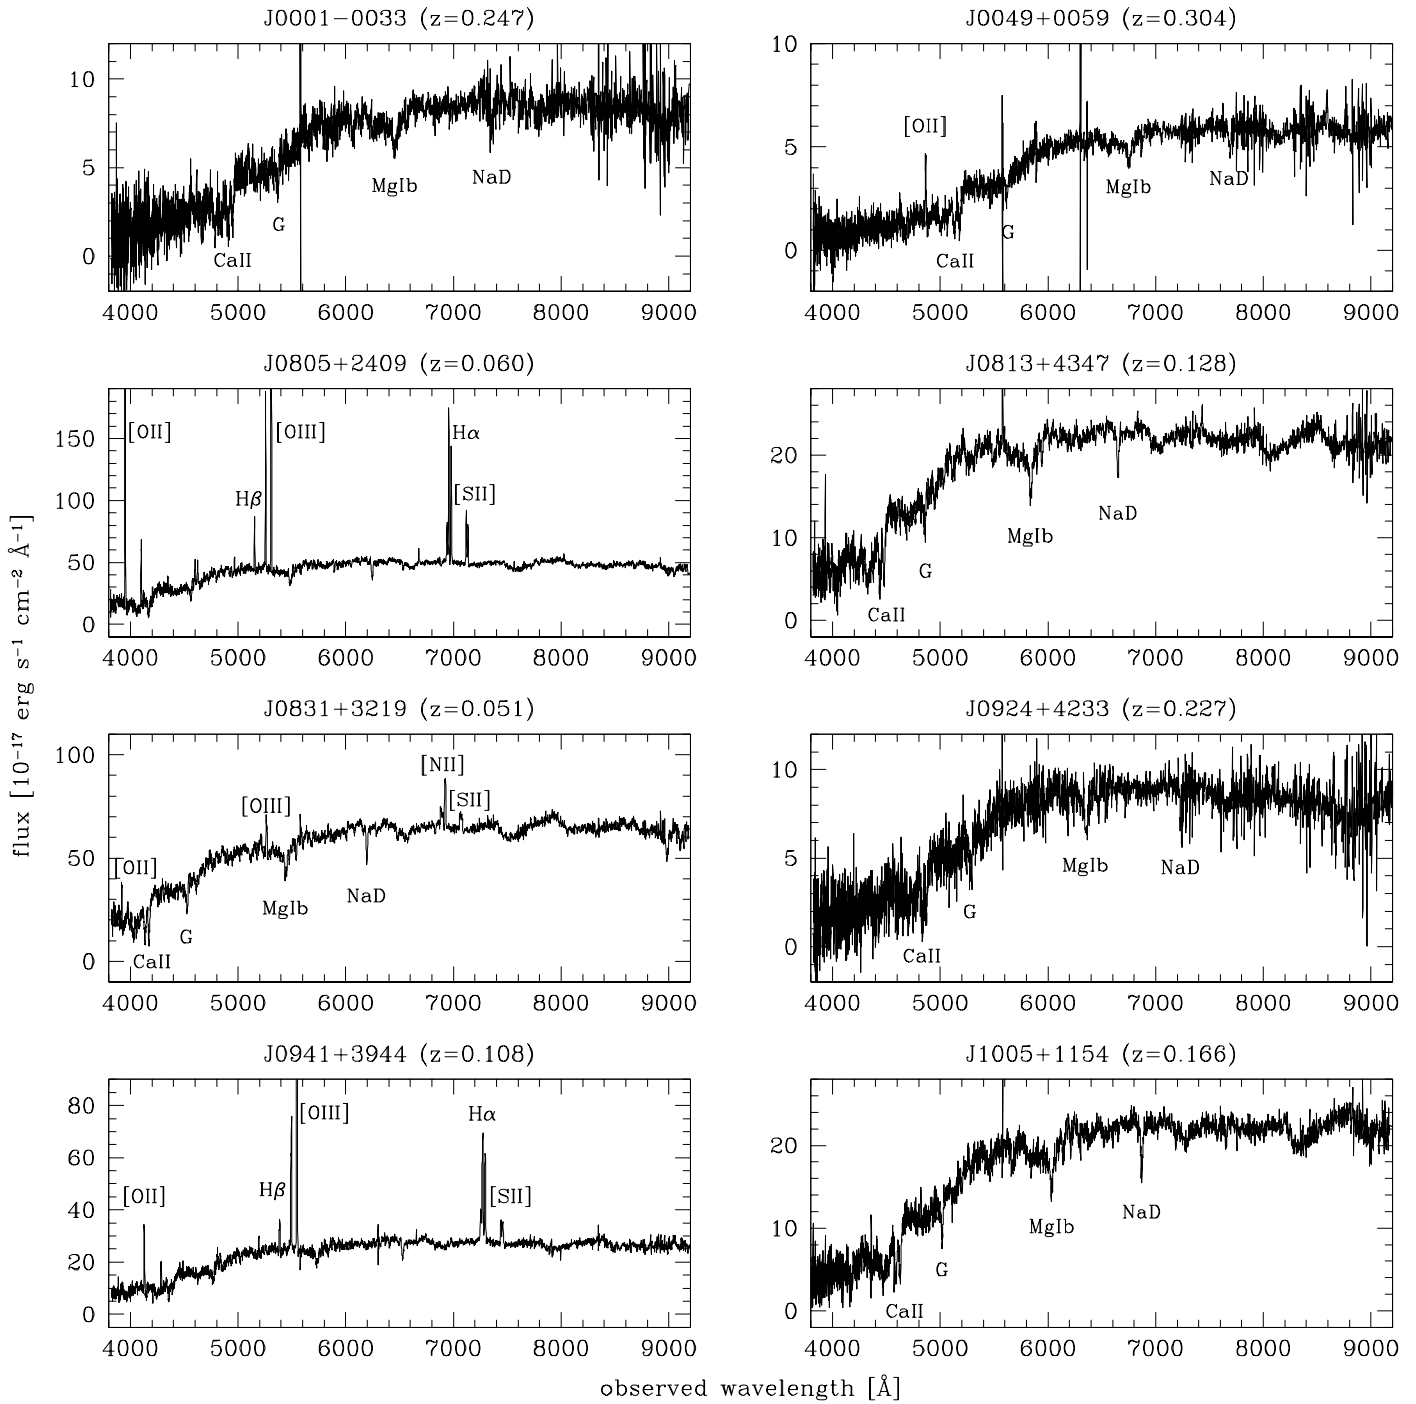 J0001−0033 (z=0.247)
J0049+0059 (z=0.304)
10
5
0
MgIb
NaD
G
CaII
4000 5000 6000 7000 8000 9000
10
5
0
[OII]
MgIb
NaD
G
CaII
4000 5000 6000 7000 8000 9000
J0805+2409 (z=0.060)
J0813+4347 (z=0.128)
150
100
50
0
[OII]
[OIII]
Hα
Hβ
[SII]
4000 5000 6000 7000 8000 9000
20
10
0
NaD
MgIb
G
CaII
4000 5000 6000 7000 8000 9000
flux [10⁻¹⁷ erg s⁻¹ cm⁻² Å⁻¹]
J0831+3219 (z=0.051)
J0924+4233 (z=0.227)
100
50
0
[NII]
[OIII]
[SII]
[OII]
NaD
MgIb
G
CaII
4000 5000 6000 7000 8000 9000
10
5
0
MgIb
NaD
G
CaII
4000 5000 6000 7000 8000 9000
J0941+3944 (z=0.108)
J1005+1154 (z=0.166)
80
60
40
20
0
[OIII]
Hα
Hβ
[OII]
[SII]
4000 5000 6000 7000 8000 9000
20
10
0
NaD
MgIb
G
CaII
4000 5000 6000 7000 8000 9000
observed wavelength [Å]